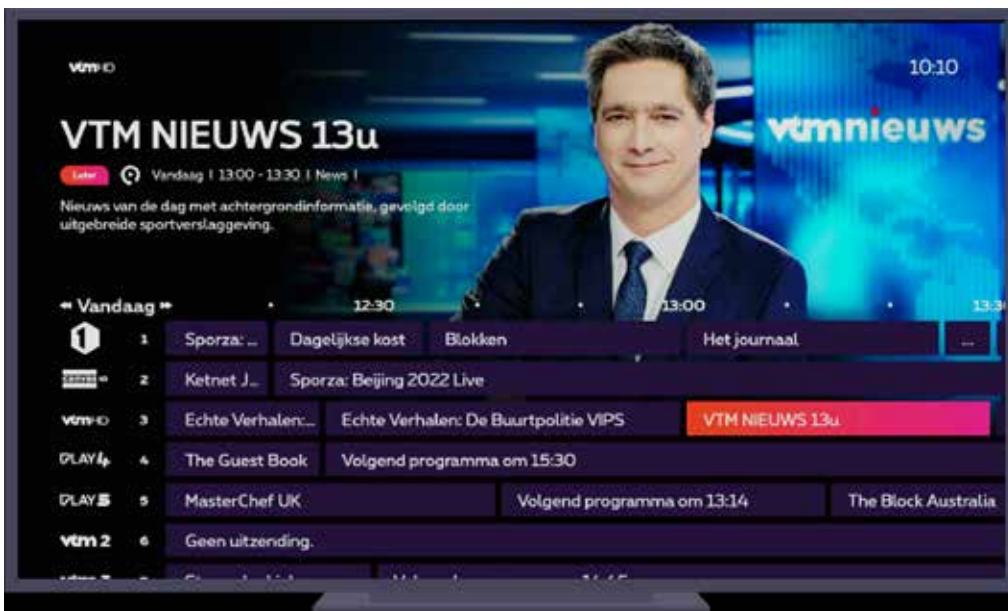 vtm HD
10:10
vtmnieuws
VTM NIEUWS 13u
Later Vandaag | 13:00 - 13:30 | News |
Nieuws van de dag met achtergrondinformatie, gevolgd door
uitgebreide sportverslaggeving.
Vandaag 12:30 13:00
1 1 Sporza: ... Dagelijkse kost Blokken Het journaal ...
canvas 2 Ketnet J... Sporza: Beijing 2022 Live
vtm HD 3 Echte Verhalen:... Echte Verhalen: De Buurtpolitie VIPS VTM NIEUWS 13u
PLAY4 4 The Guest Book Volgend programma om 15:30
PLAY5 5 MasterChef UK Volgend programma om 13:14 The Block Australia
vtm 2 6 Geen uitzending.